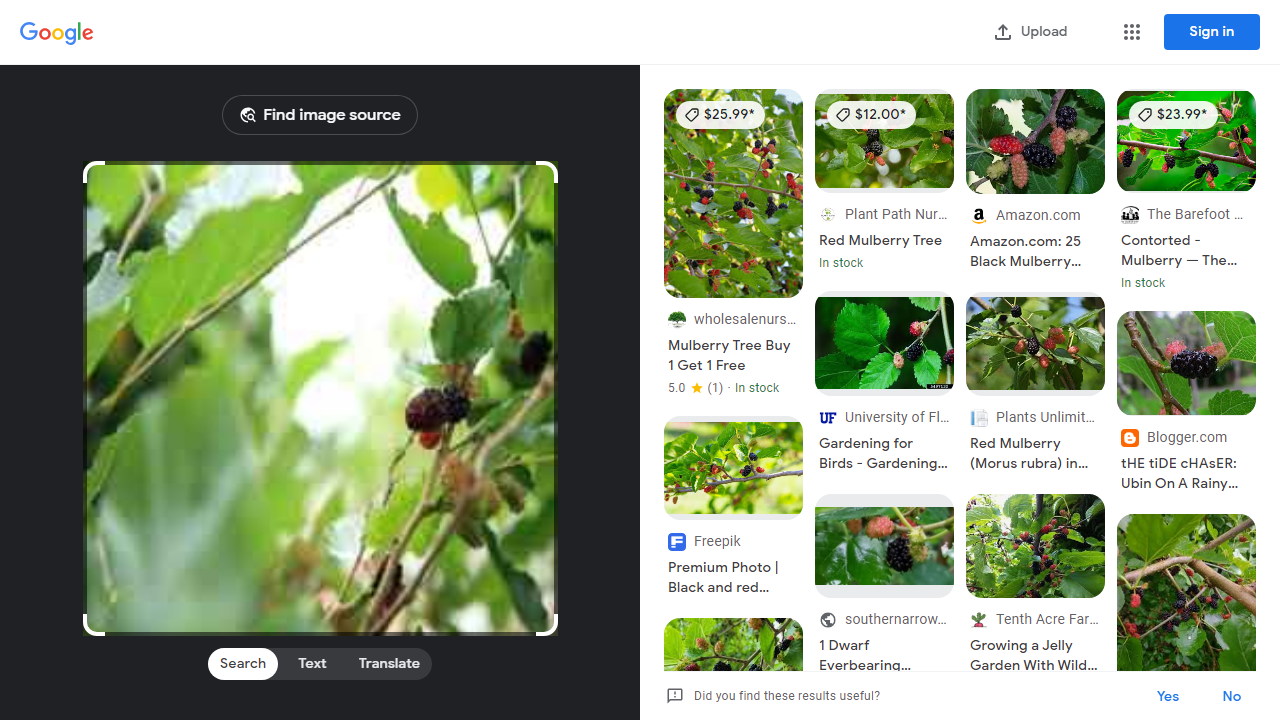 Google
Upload
Sign in
Find image source
Search
Text
Translate
$25.99*
wholesalenurs...
Mulberry Tree Buy
1 Get 1 Free
5.0 ★ (1) · In stock
Freepik
Premium Photo |
Black and red...
$12.00*
Plant Path Nur...
Red Mulberry Tree
In stock
University of Fl...
Gardening for
Birds - Gardening...
southernarrow...
1 Dwarf
Everbearing...
Amazon.com
Amazon.com: 25
Black Mulberry...
Plants Unlimit...
Red Mulberry
(Morus rubra) in...
Tenth Acre Far...
Growing a Jelly
Garden With Wild...
$23.99*
The Barefoot ...
Contorted -
Mulberry — The...
In stock
Blogger.com
tHE tiDE cHAsER:
Ubin On A Rainy...
Did you find these results useful?
Yes
No